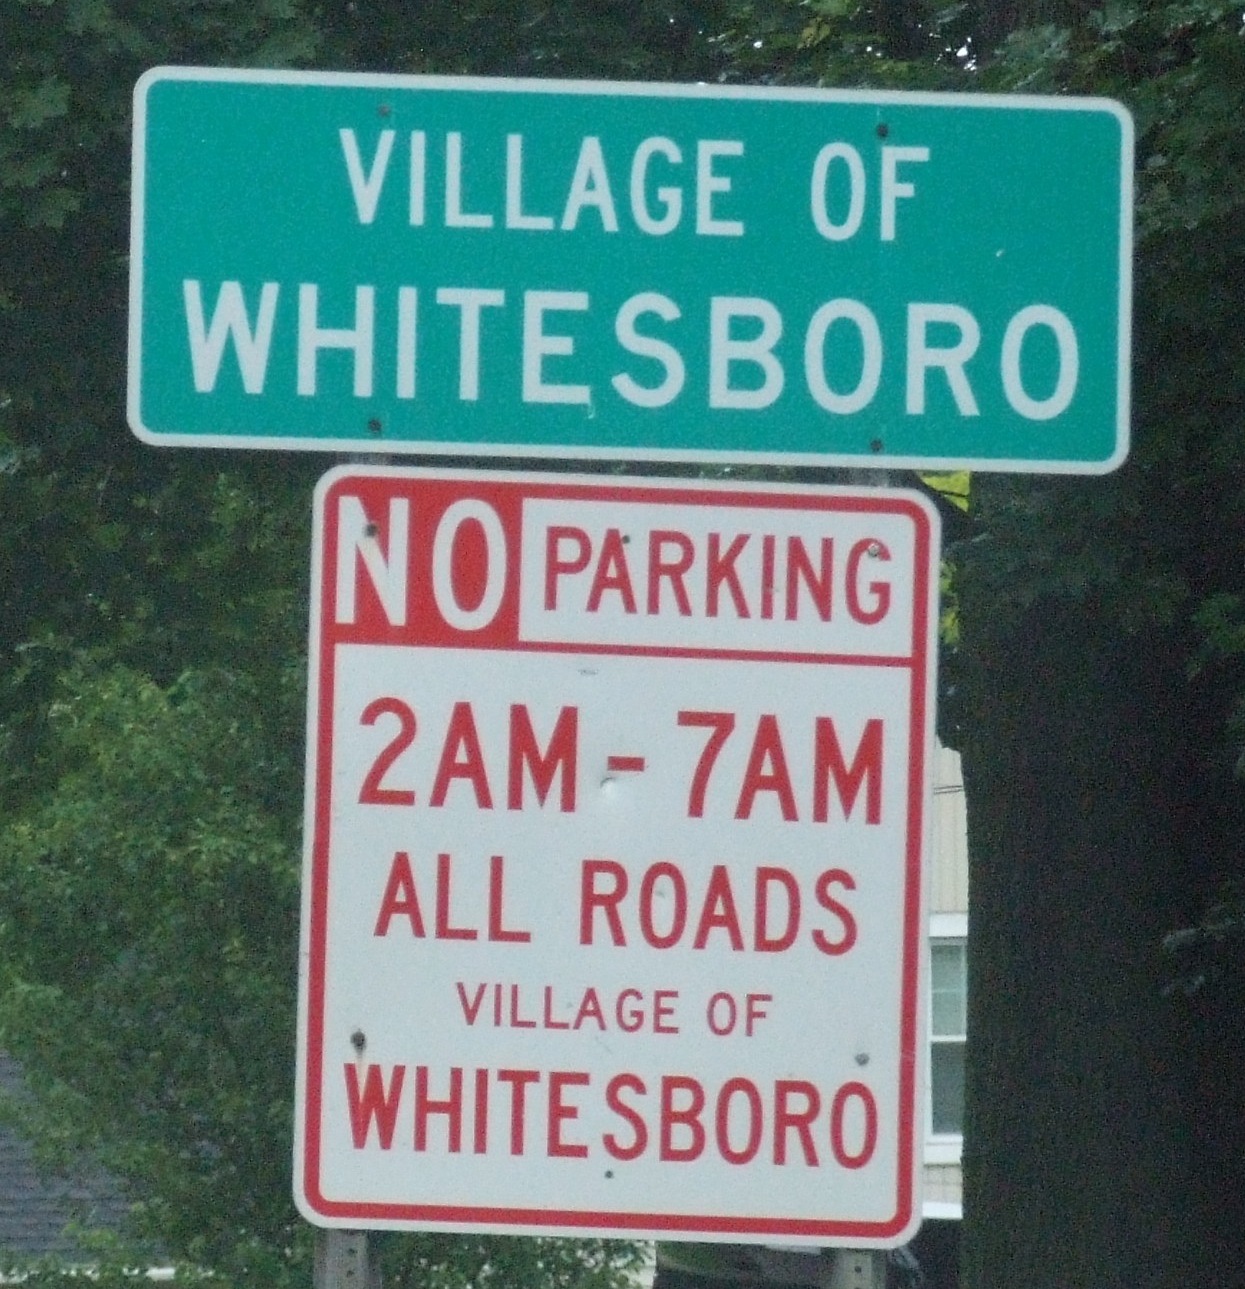 VILLAGE OF
WHITESBORO
NO PARKING
2AM - 7AM
ALL ROADS
VILLAGE OF
WHITESBORO